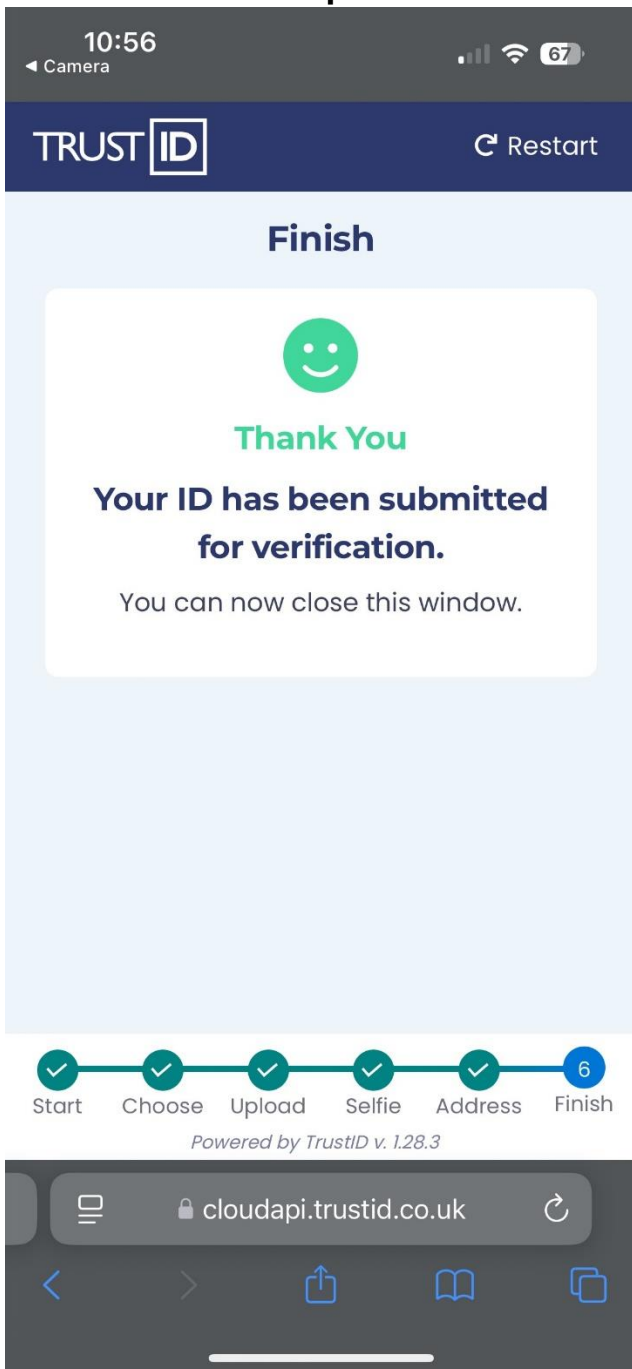 10:56
◀ Camera
67
TRUST ID
Restart
Finish
Thank You
Your ID has been submitted
for verification.
You can now close this window.
6
Start Choose Upload Selfie Address Finish
Powered by TrustID v. 1.28.3
cloudapi.trustid.co.uk